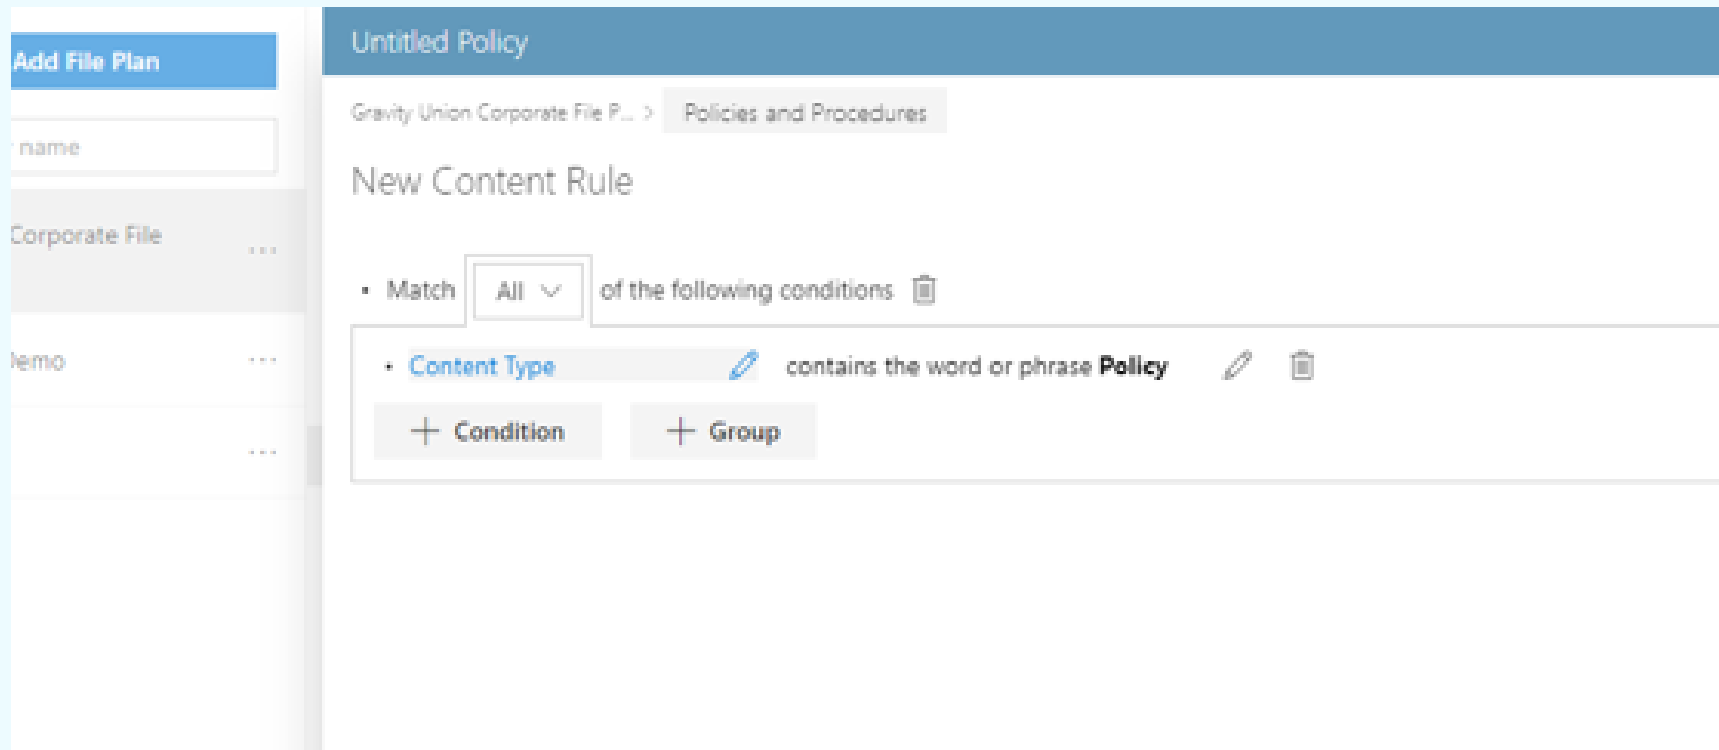 Add File Plan
name
Corporate File
...
Demo
...
...
Untitled Policy
Gravity Union Corporate File P... > Policies and Procedures
New Content Rule
• Match All of the following conditions
• Content Type contains the word or phrase Policy
+ Condition + Group